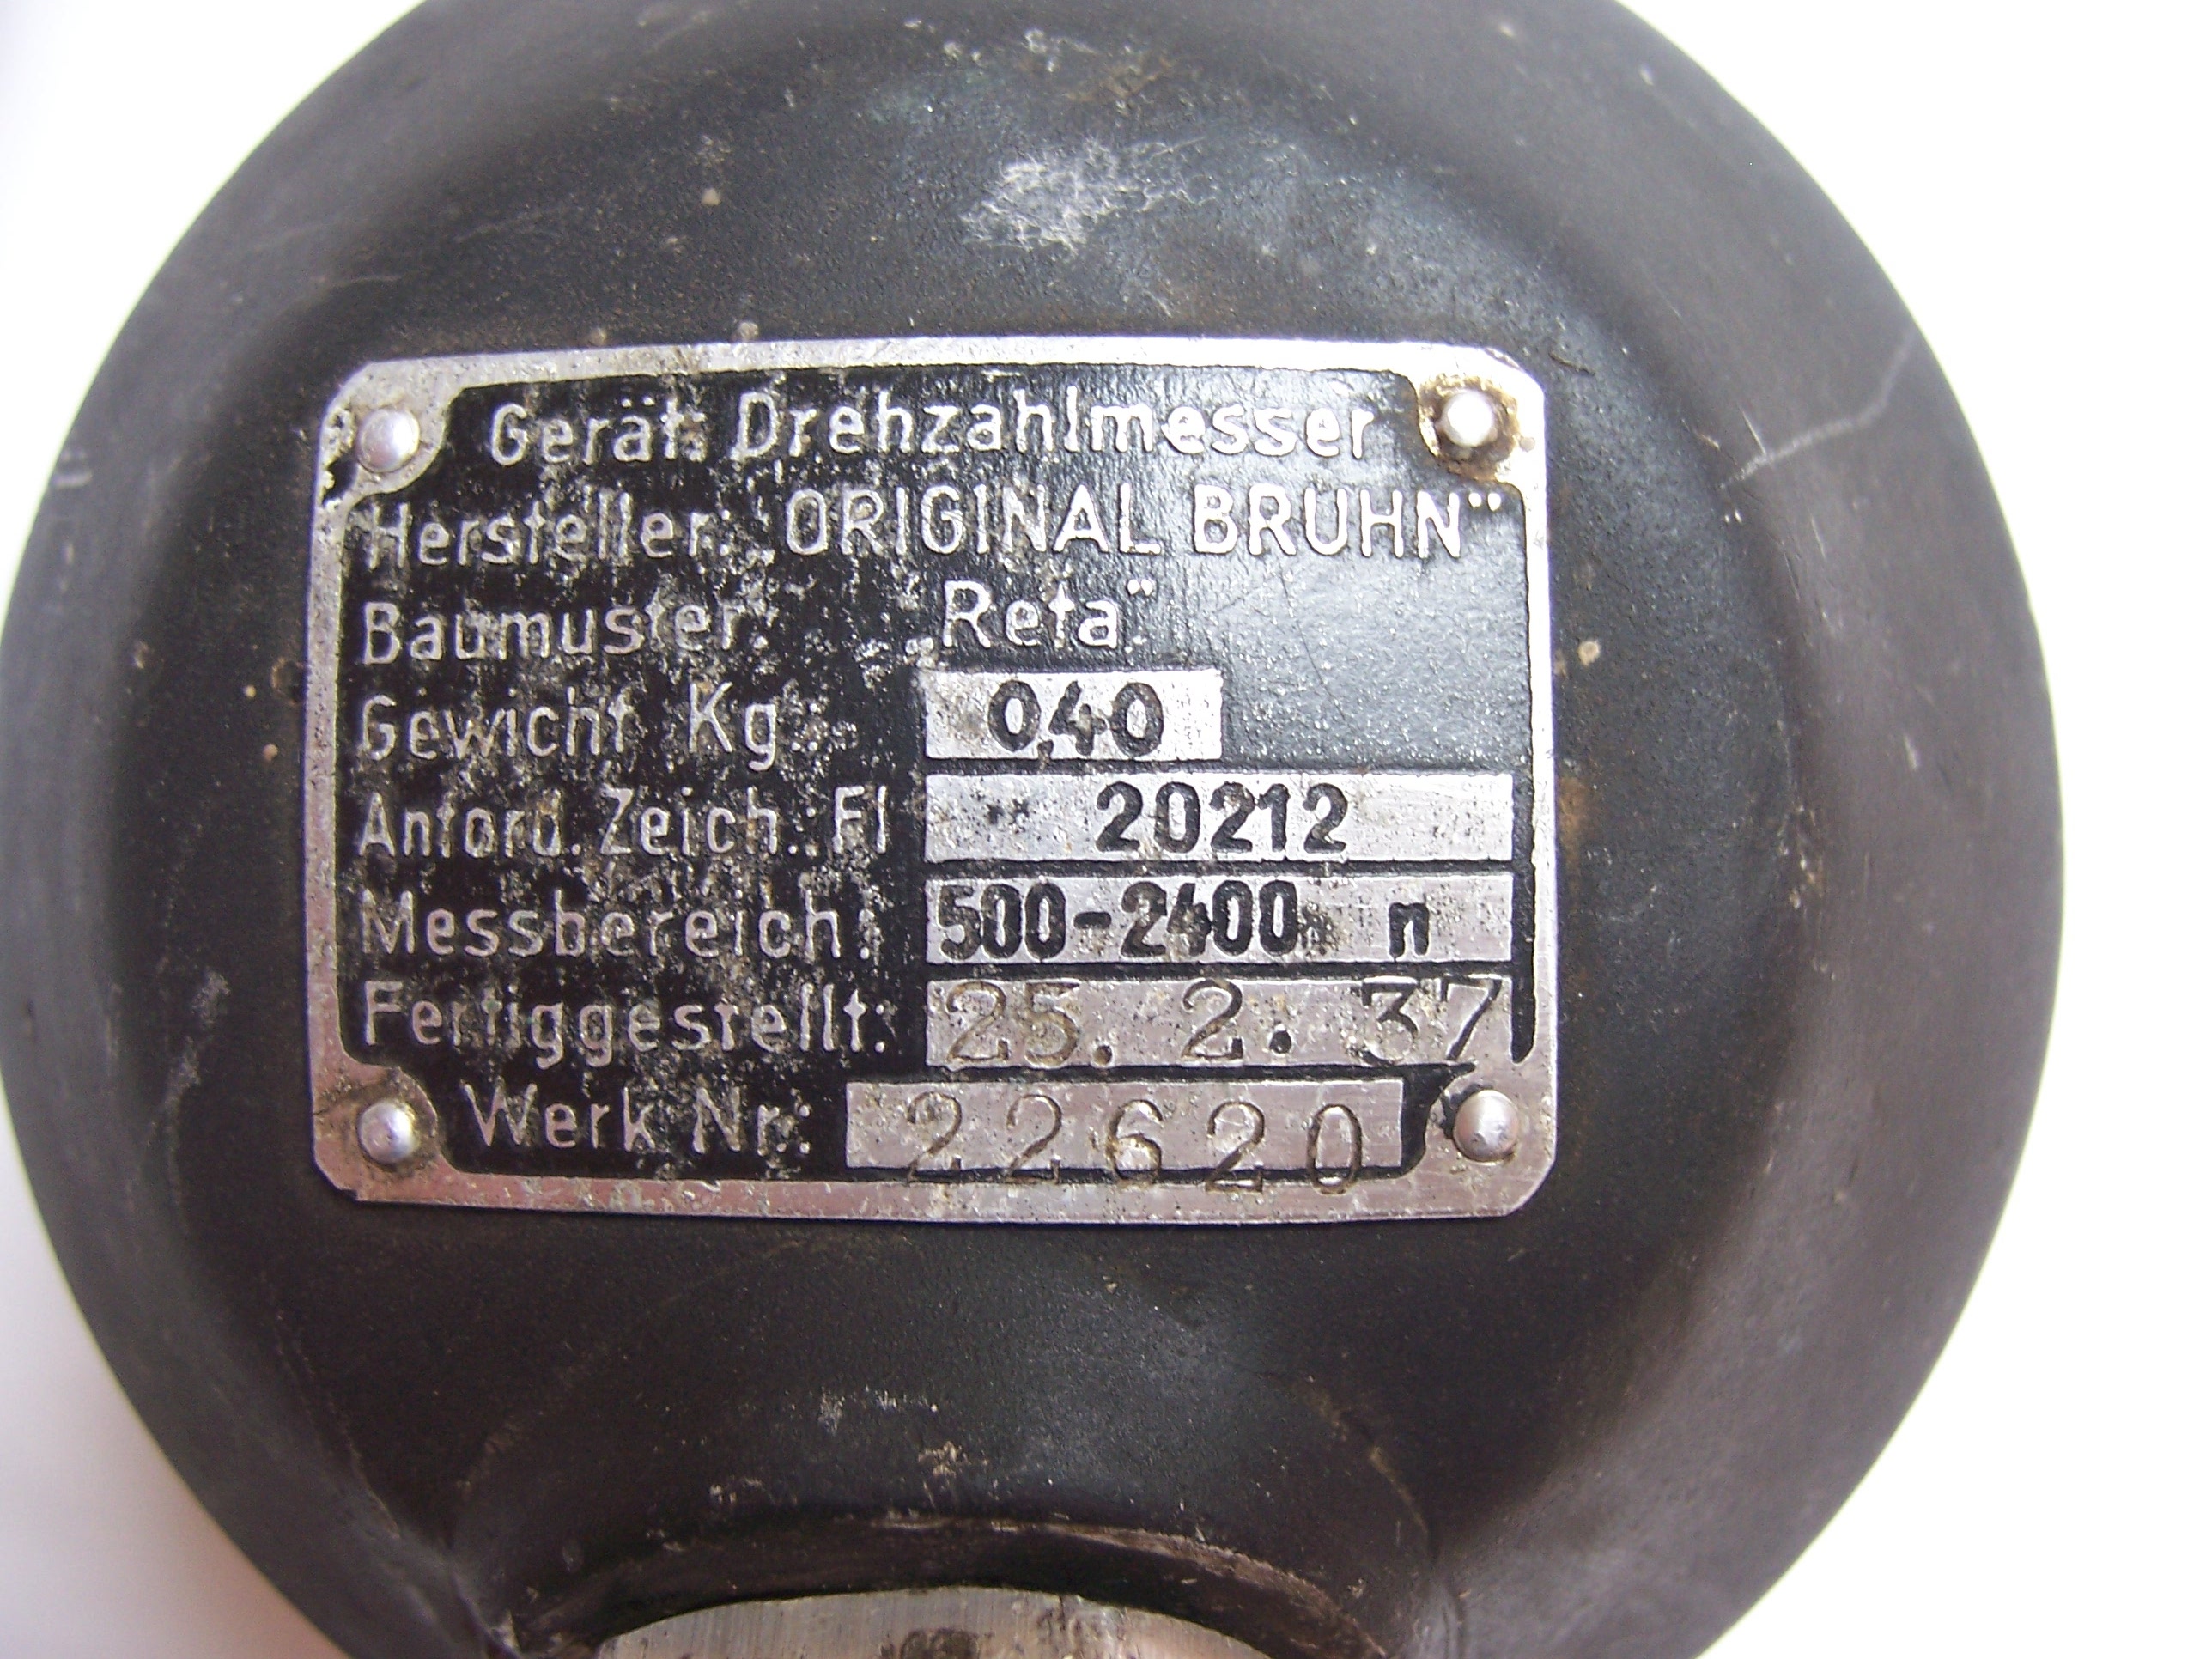 Gerät: Drehzahlmesser
Hersteller: „ORIGINAL BRUHN"
Baumuster: „Reta"
Gewicht Kg.: 0,40
Anford. Zeich.: Fl 20212
Messbereich: 500-2400 n
Fertiggestellt: 25. 2. 37
Werk Nr.: 22620